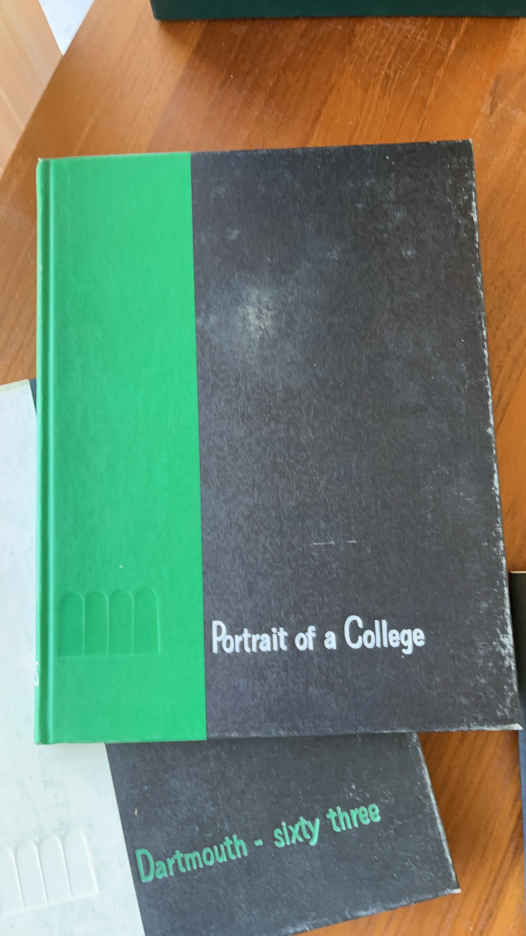 Portrait of a College
Dartmouth - sixty three